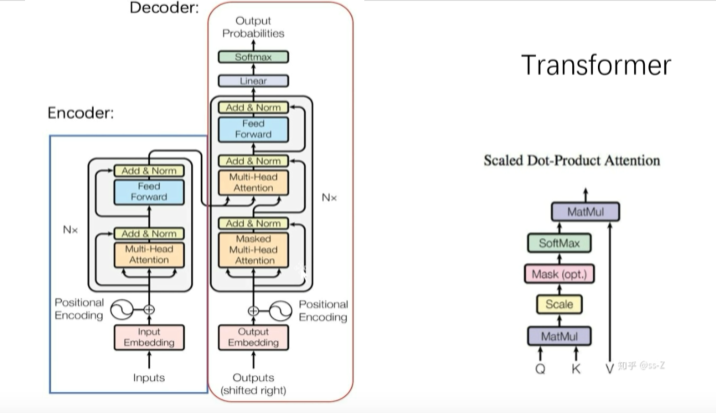 Decoder:
Output
Probabilities
Softmax
Linear
Add & Norm
Feed
Forward
Add & Norm
Multi-Head
Attention
Nx
Add & Norm
Masked
Multi-Head
Attention
Positional
Encoding
Output
Embedding
Outputs
(shifted right)
Encoder:
Add & Norm
Feed
Forward
Nx
Add & Norm
Multi-Head
Attention
Positional
Encoding
Input
Embedding
Inputs
Transformer
Scaled Dot-Product Attention
MatMul
SoftMax
Mask (opt.)
Scale
MatMul
Q K V
知乎 @ss-Z